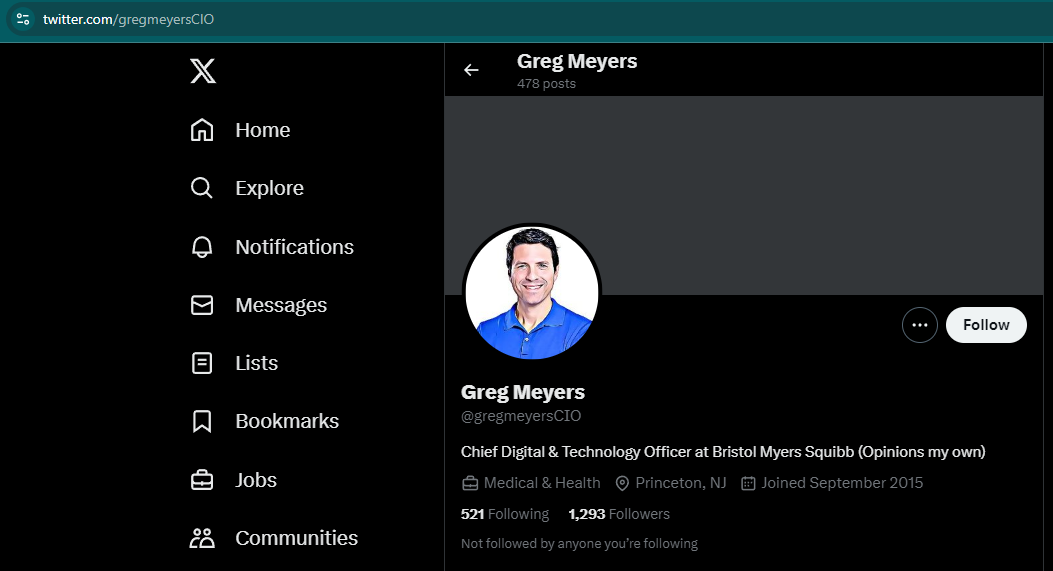 twitter.com/gregmeyersCIO
Home
Explore
Notifications
Messages
Lists
Bookmarks
Jobs
Communities
Greg Meyers
478 posts
Follow
Greg Meyers
@gregmeyersCIO
Chief Digital & Technology Officer at Bristol Myers Squibb (Opinions my own)
Medical & Health Princeton, NJ Joined September 2015
521 Following 1,293 Followers
Not followed by anyone you’re following